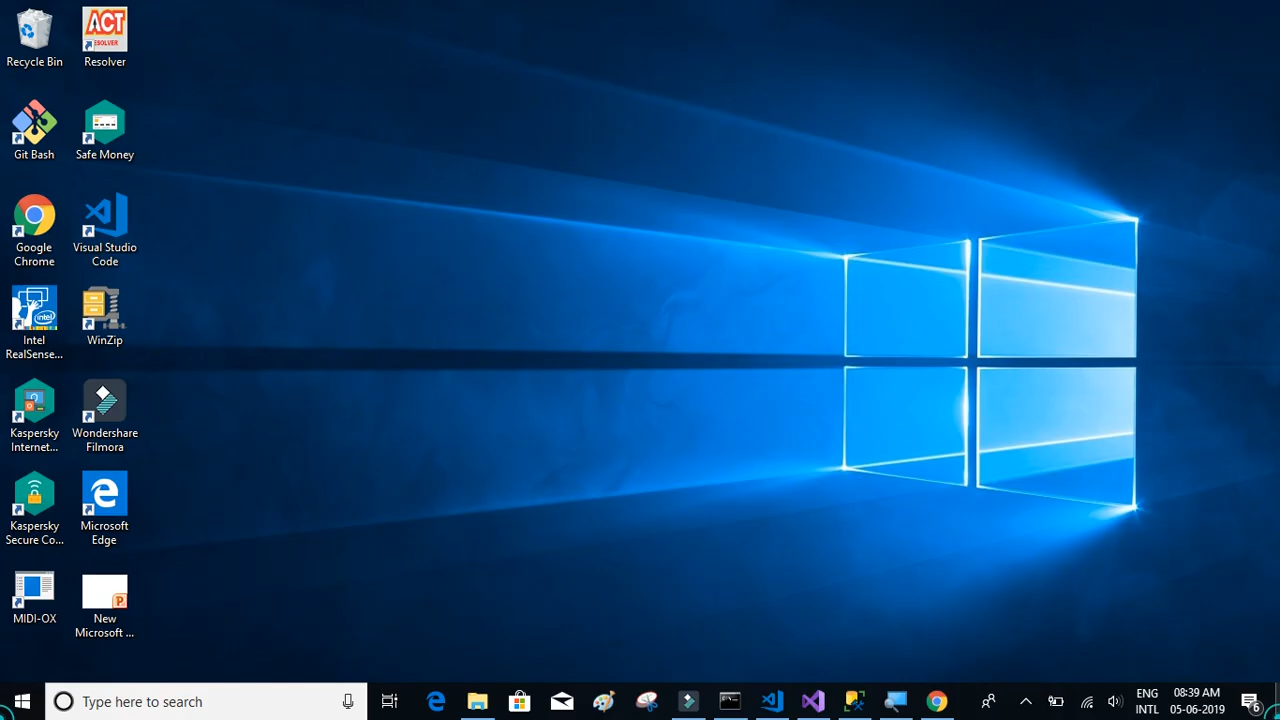 Recycle Bin
ACT
RESOLVER
Resolver
Git Bash
Safe Money
Google
Chrome
Visual Studio
Code
intel
Intel
RealSense...
WinZip
Kaspersky
Internet...
Wondershare
Filmora
Kaspersky
Secure Co...
Microsoft
Edge
MIDI-OX
P
New
Microsoft ...
Type here to search
ENG
INTL
08:39 AM
05-06-2019
6